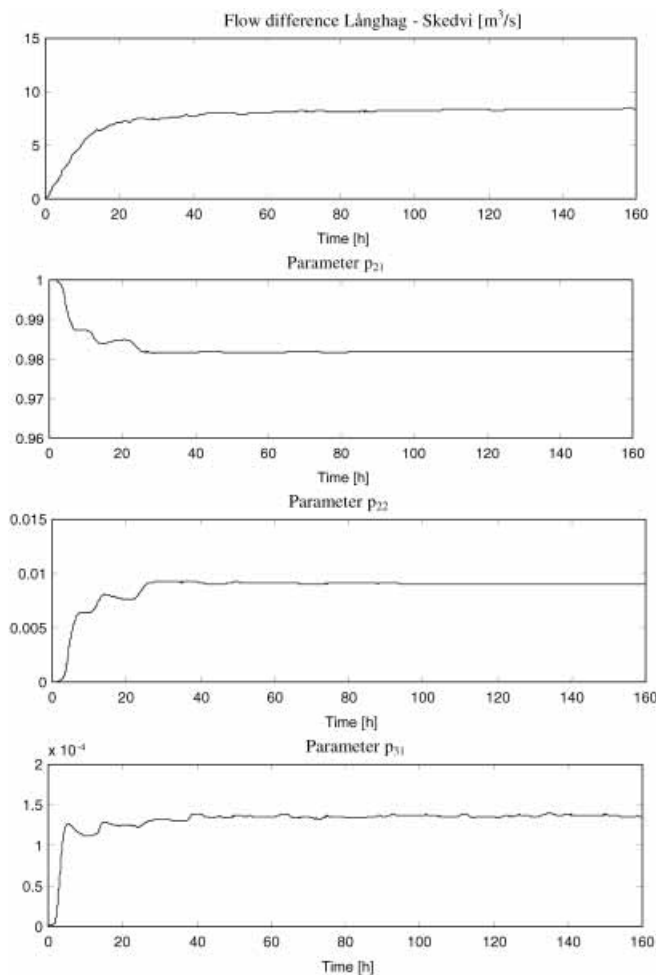 Flow difference Långhag - Skedvi [m³/s]
15
10
5
0
0 20 40 60 80 100 120 140 160
Time [h]
Parameter p₂₁
1
0.99
0.98
0.97
0.96
0 20 40 60 80 100 120 140 160
Time [h]
Parameter p₂₂
0.015
0.01
0.005
0
0 20 40 60 80 100 120 140 160
Time [h]
x 10⁻⁴ Parameter p₃₁
2
1.5
1
0.5
0
0 20 40 60 80 100 120 140 160
Time [h]